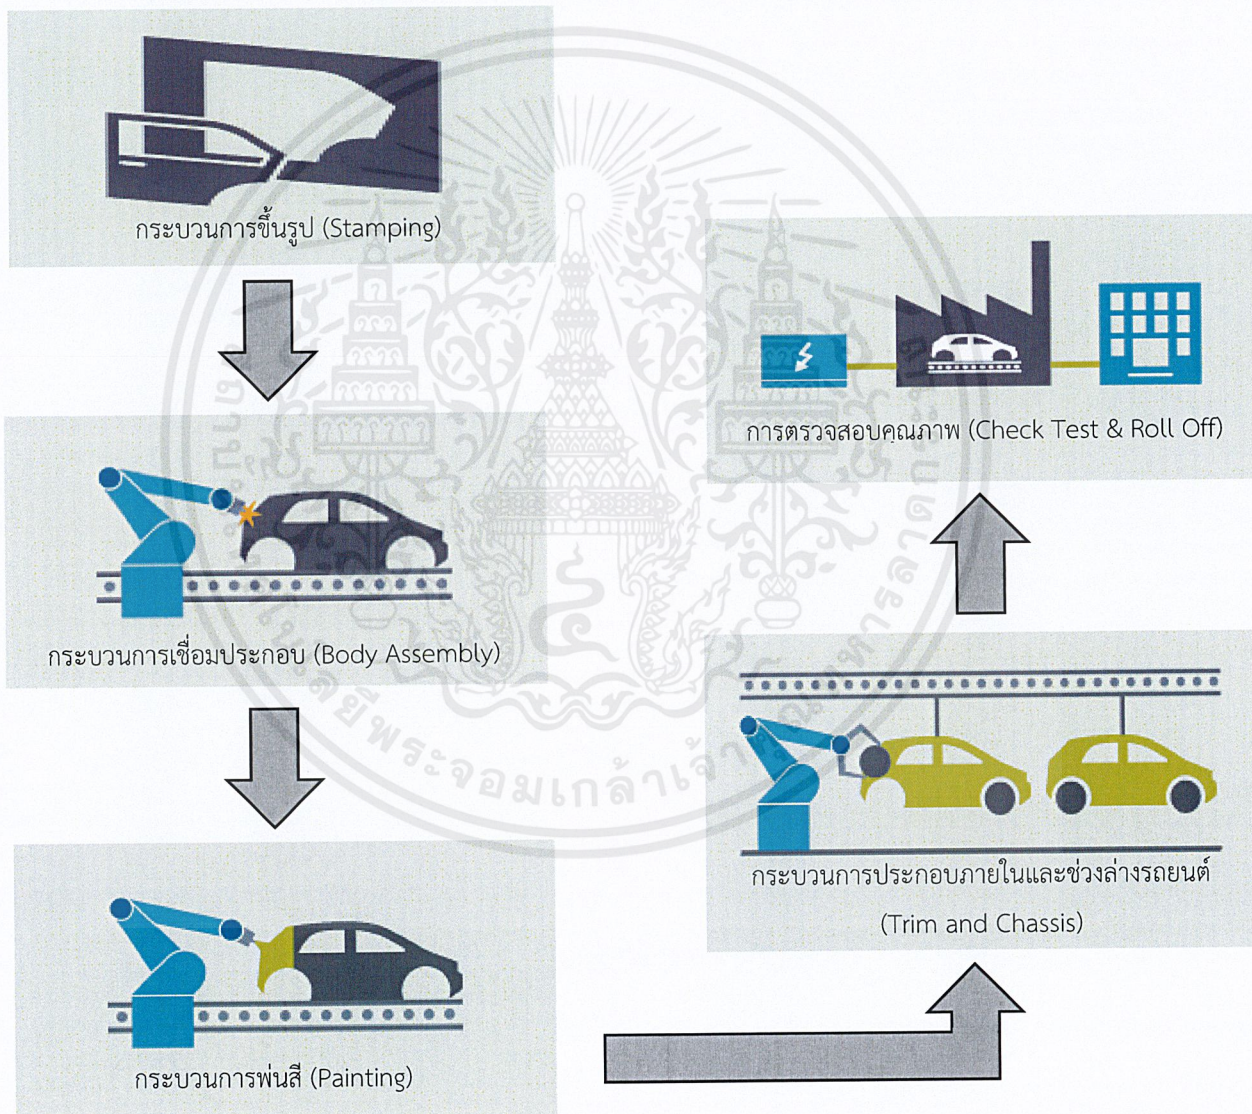 กระบวนการขึ้นรูป (Stamping)
กระบวนการเชื่อมประกอบ (Body Assembly)
กระบวนการพ่นสี (Painting)
กระบวนการประกอบภายในและช่วงล่างรถยนต์
(Trim and Chassis)
การตรวจสอบคุณภาพ (Check Test & Roll Off)